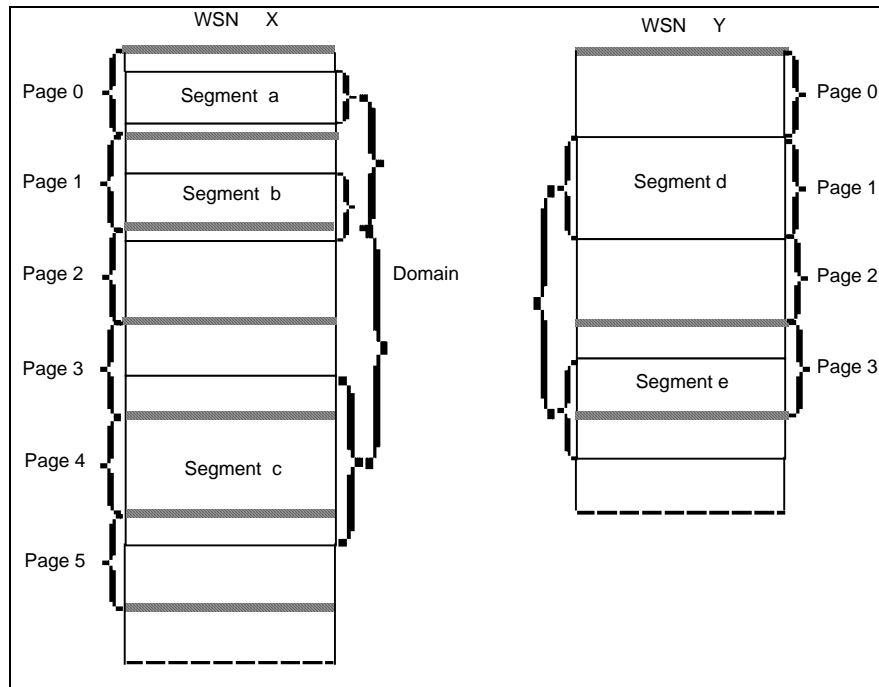 WSN X
Page 0
Segment a
Page 1
Segment b
Page 2
Domain
Page 3
Page 4
Segment c
Page 5
WSN Y
Page 0
Segment d
Page 1
Page 2
Segment e
Page 3